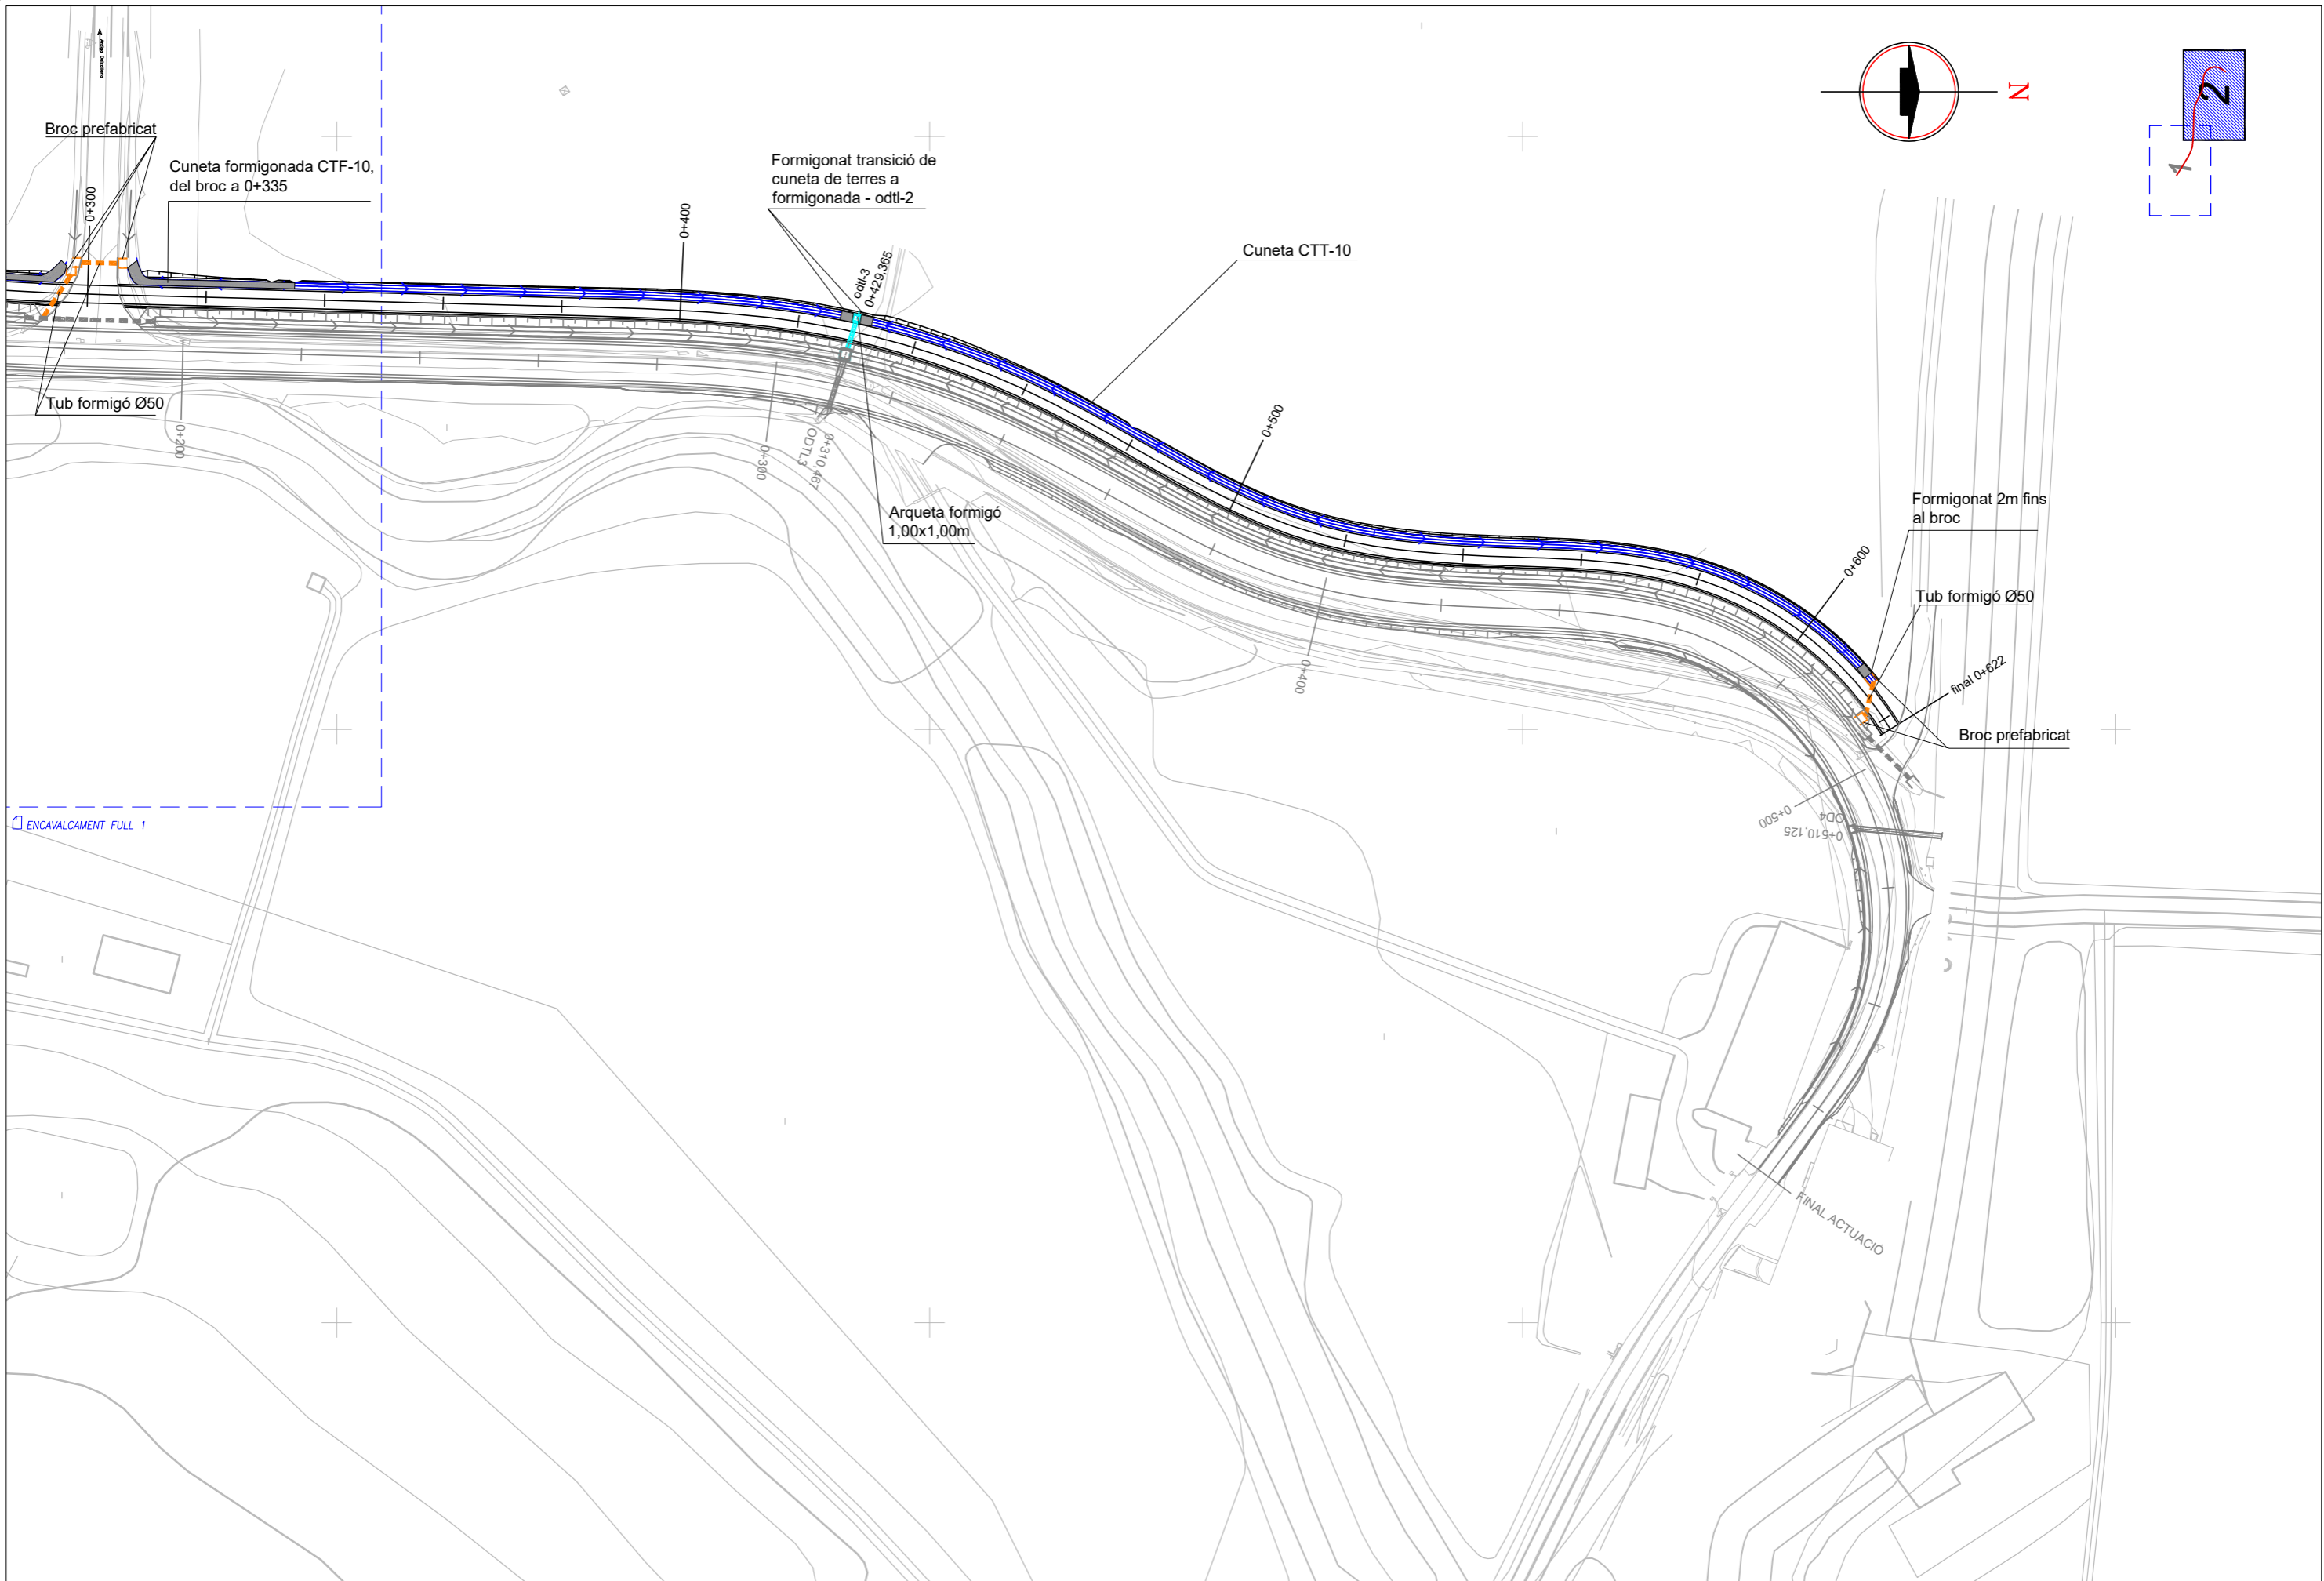 Antiga Deixalleria
Broc prefabricat
Cuneta formigonada CTF-10,
del broc a 0+335
0+300
Formigonat transició de
cuneta de terres a
formigonada - odtl-2
0+400
odtl-3
0+429,365
Cuneta CTT-10
N
2
1
Tub formigó Ø50
0+200
0+300
ODTL3
0+310,467
0+500
Arqueta formigó
1,00x1,00m
Formigonat 2m fins
al broc
0+600
Tub formigó Ø50
0+400
final 0+622
Broc prefabricat
0+500
OD4
0+510,125
ENCAVALCAMENT FULL 1
FINAL ACTUACIÓ